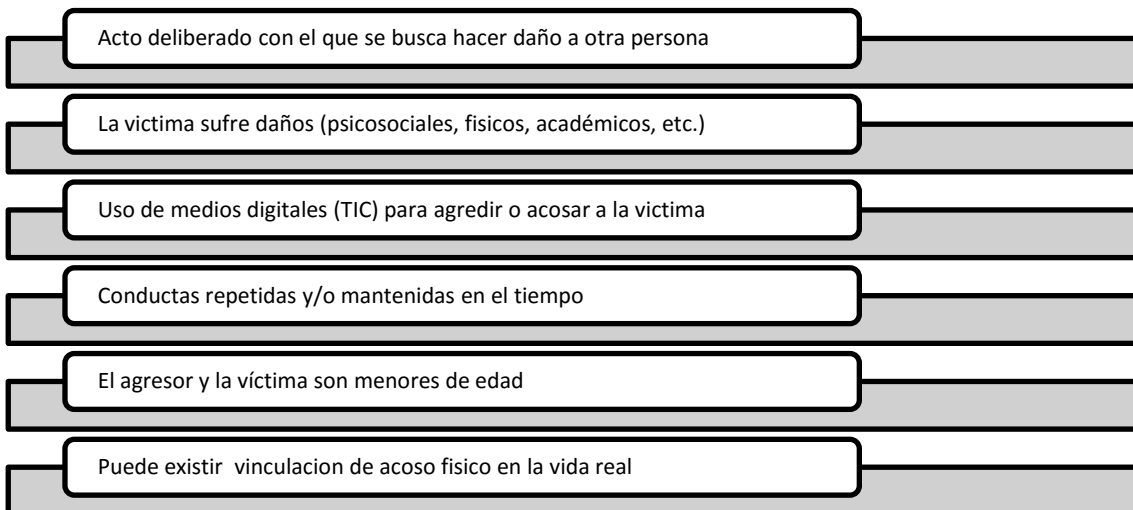 Acto deliberado con el que se busca hacer daño a otra persona
La victima sufre daños (psicosociales, fisicos, académicos, etc.)
Uso de medios digitales (TIC) para agredir o acosar a la victima
Conductas repetidas y/o mantenidas en el tiempo
El agresor y la víctima son menores de edad
Puede existir vinculacion de acoso fisico en la vida real